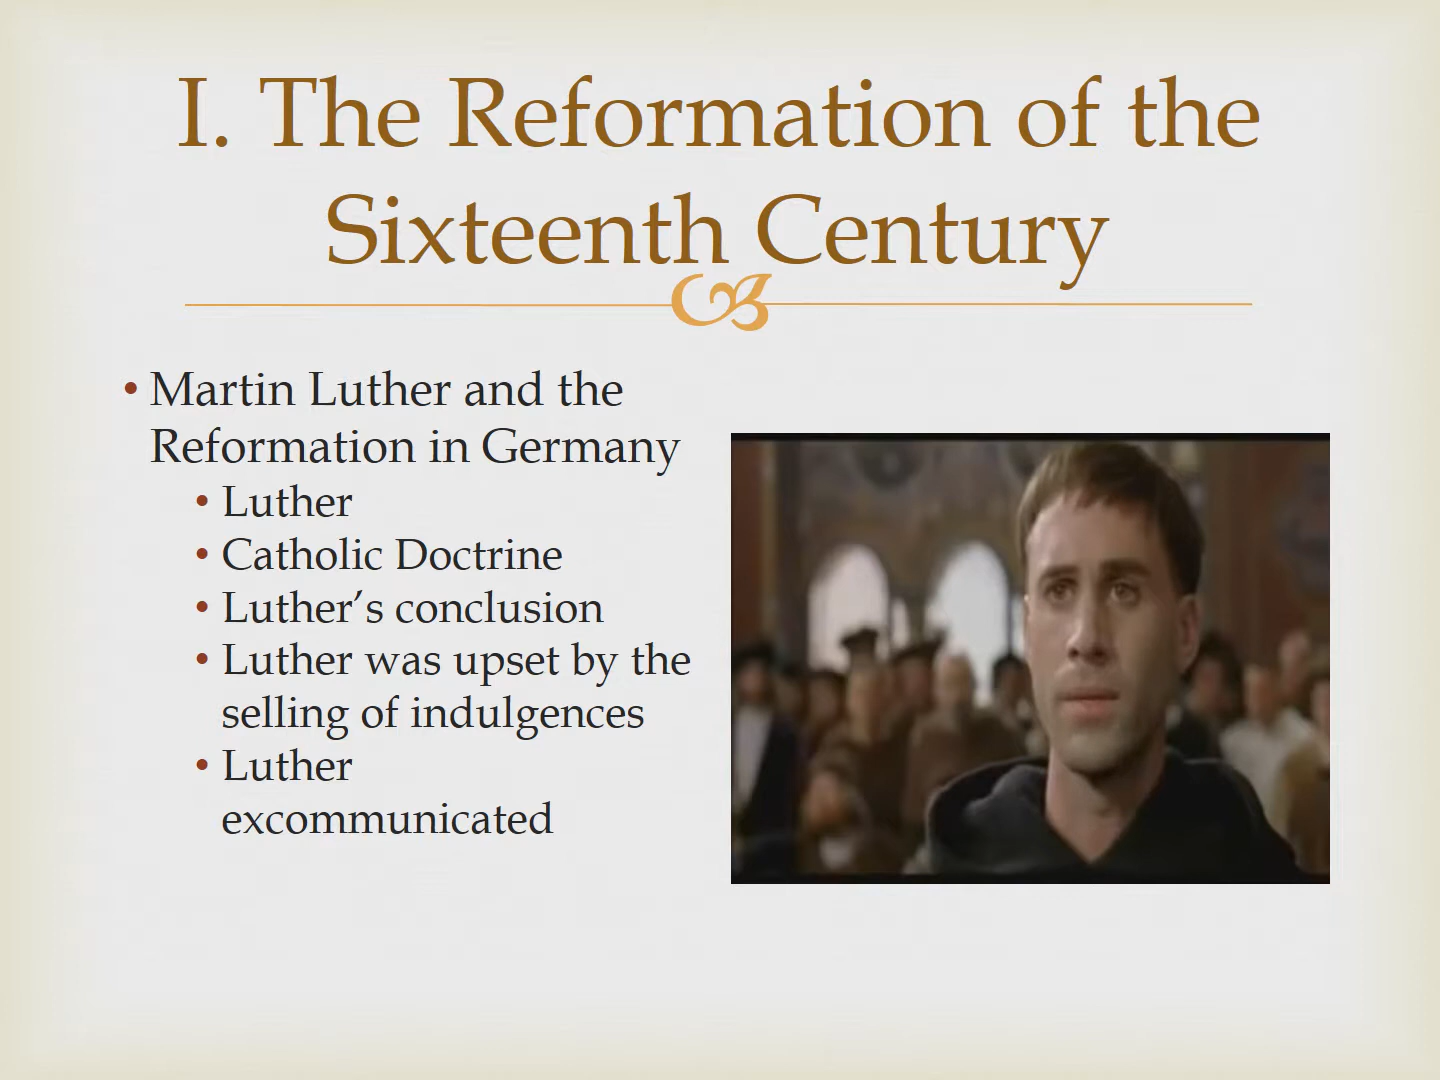 I. The Reformation of the
Sixteenth Century
• Martin Luther and the
Reformation in Germany
• Luther
• Catholic Doctrine
• Luther’s conclusion
• Luther was upset by the
selling of indulgences
• Luther
excommunicated